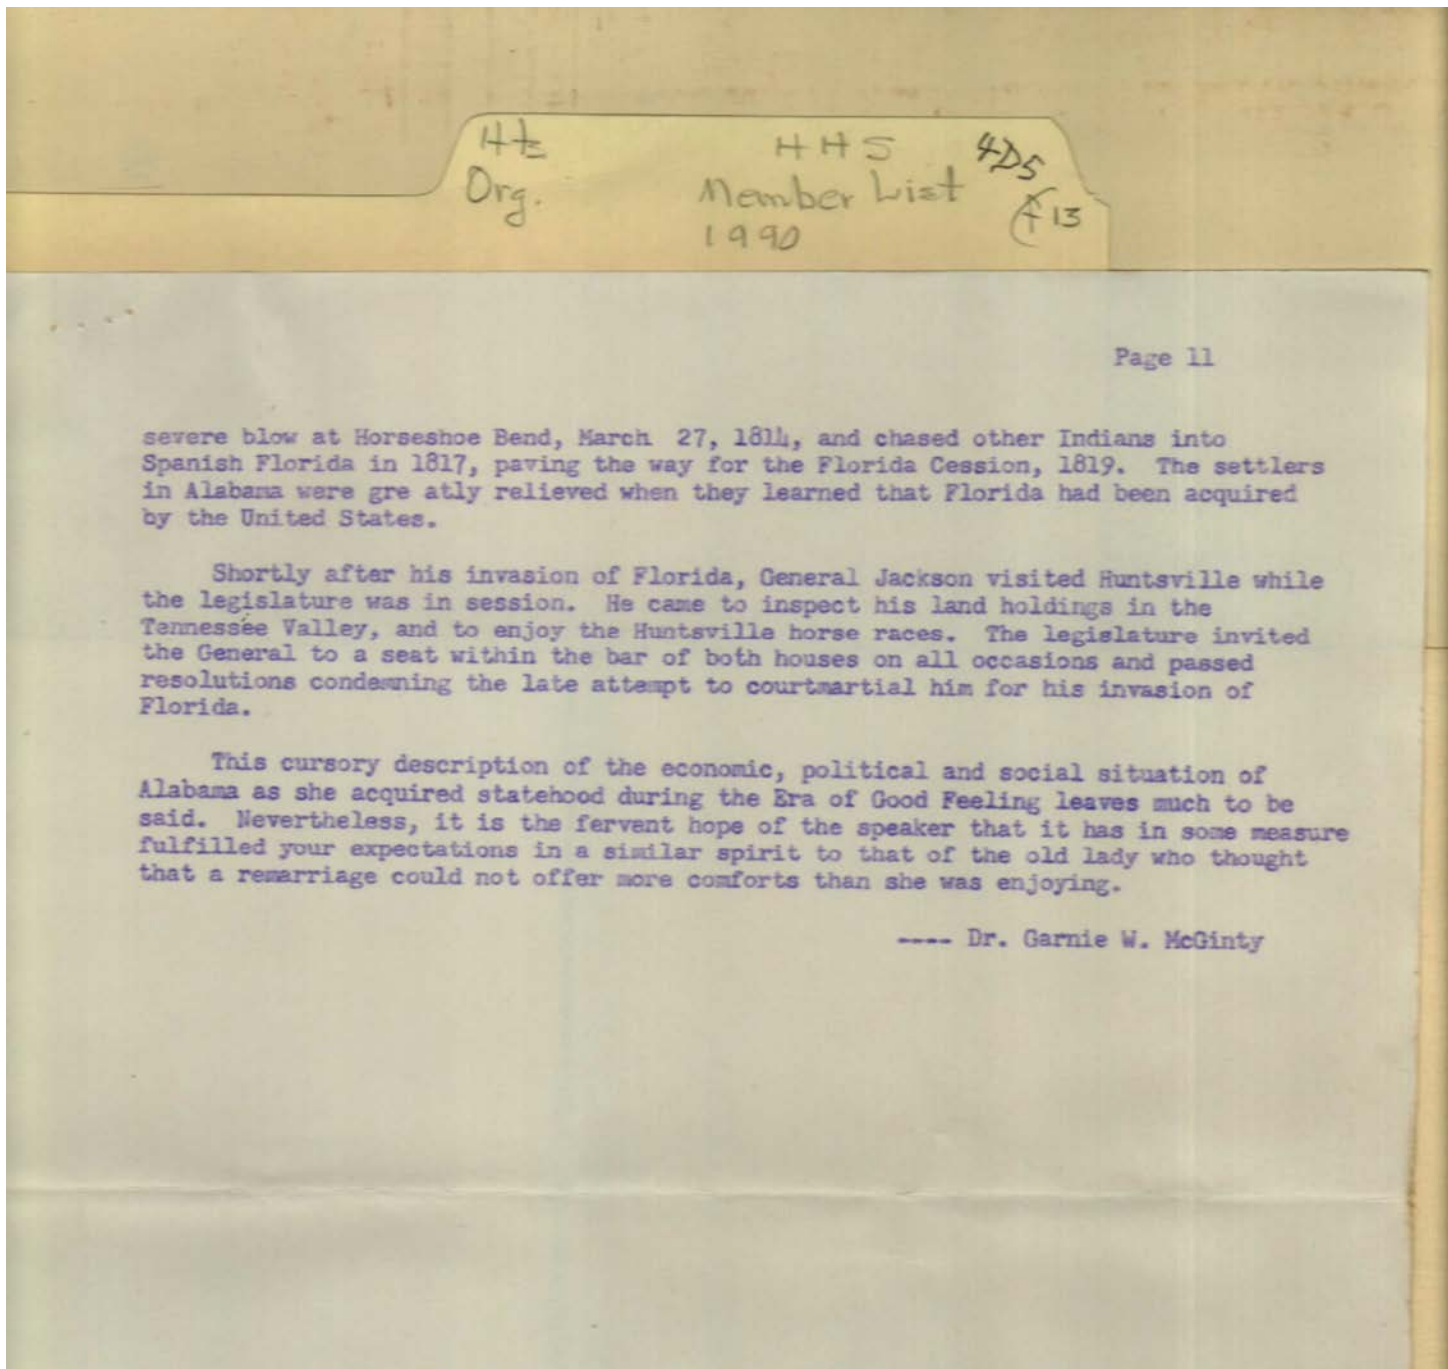 Hts HHS 4D5
Org. Member List F 13
1990
Page 11
severe blow at Horseshoe Bend, March 27, 1814, and chased other Indians into
Spanish Florida in 1817, paving the way for the Florida Cession, 1819. The settlers
in Alabama were gre atly relieved when they learned that Florida had been acquired
by the United States.
Shortly after his invasion of Florida, General Jackson visited Huntsville while
the legislature was in session. He came to inspect his land holdings in the
Tennessee Valley, and to enjoy the Huntsville horse races. The legislature invited
the General to a seat within the bar of both houses on all occasions and passed
resolutions condemning the late attempt to courtmartial him for his invasion of
Florida.
This cursory description of the economic, political and social situation of
Alabama as she acquired statehood during the Era of Good Feeling leaves much to be
said. Nevertheless, it is the fervent hope of the speaker that it has in some measure
fulfilled your expectations in a similar spirit to that of the old lady who thought
that a remarriage could not offer more comforts than she was enjoying.
---- Dr. Garnie W. McGinty